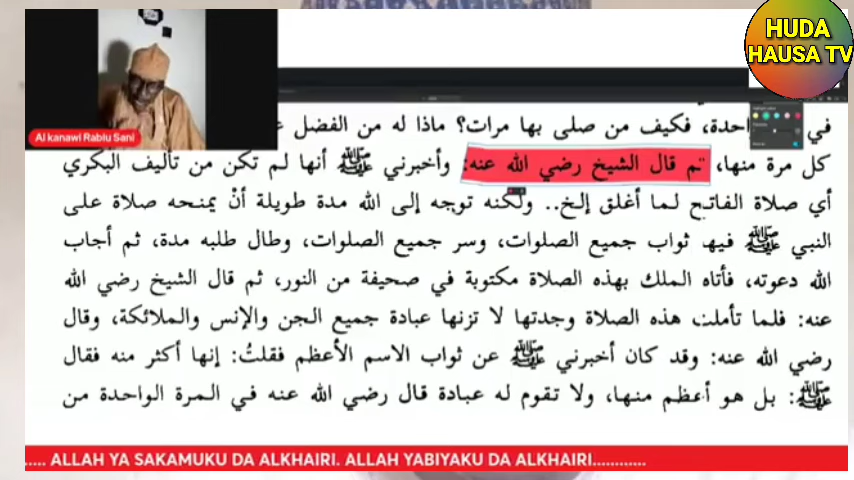 HUDA
HAUSA TV
Al kanawi Rabiu Sani
في احدة، فكيف من صلى بها مرات؟ ماذا له من الفضل
كل مرة منها، ثم قال الشيخ رضي الله عنه: وأخبرني ﷺ أنها لم تكن من تأليف البكري
أي صلاة الفاتح لما أغلق إلخ.. ولكنه توجه إلى الله مدة طويلة أنْ يمنحه صلاة على
النبي ﷺ فيها ثواب جميع الصلوات، وسر جميع الصلوات، وطال طلبه مدة، ثم أجاب
الله دعوته، فأتاه الملك بهذه الصلاة مكتوبة في صحيفة من النور، ثم قال الشيخ رضي الله
عنه: فلما تأملت هذه الصلاة وجدتها لا تزنها عبادة جميع الجن والإنس والملائكة، وقال
رضي الله عنه: وقد كان أخبرني ﷺ عن ثواب الاسم الأعظم فقلتُ: إنها أكثر منه فقال
ﷺ: بل هو أعظم منها، ولا تقوم له عبادة قال رضي الله عنه في المرة الواحدة من
..... ALLAH YA SAKAMUKU DA ALKHAIRI. ALLAH YABIYAKU DA ALKHAIRI............